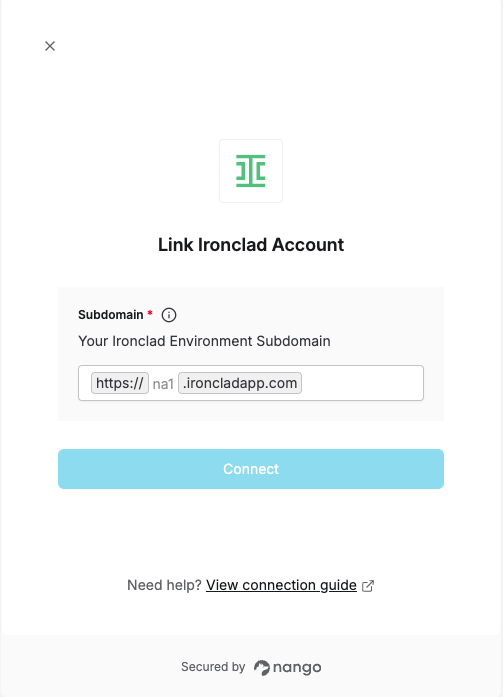 Link Ironclad Account
Subdomain *
Your Ironclad Environment Subdomain
https:// na1 .ironcladapp.com
Connect
Need help? View connection guide
Secured by nango